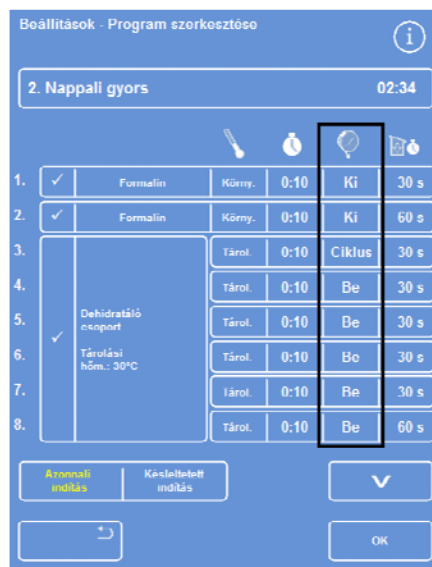 Beállítások - Program szerkesztése
i
2. Nappali gyors 02:34
1. ✓ Formalin Körny. 0:10 Ki 30 s
2. ✓ Formalin Körny. 0:10 Ki 60 s
3. Tárol. 0:10 Ciklus 30 s
4. Tárol. 0:10 Be 30 s
5. Dehidratáló csoport Tárol. 0:10 Be 30 s
6. ✓ Tárolási hőm.: 30°C Tárol. 0:10 Be 30 s
7. Tárol. 0:10 Be 30 s
8. Tárol. 0:10 Be 60 s
Azonnali indítás Késleltetett indítás
OK